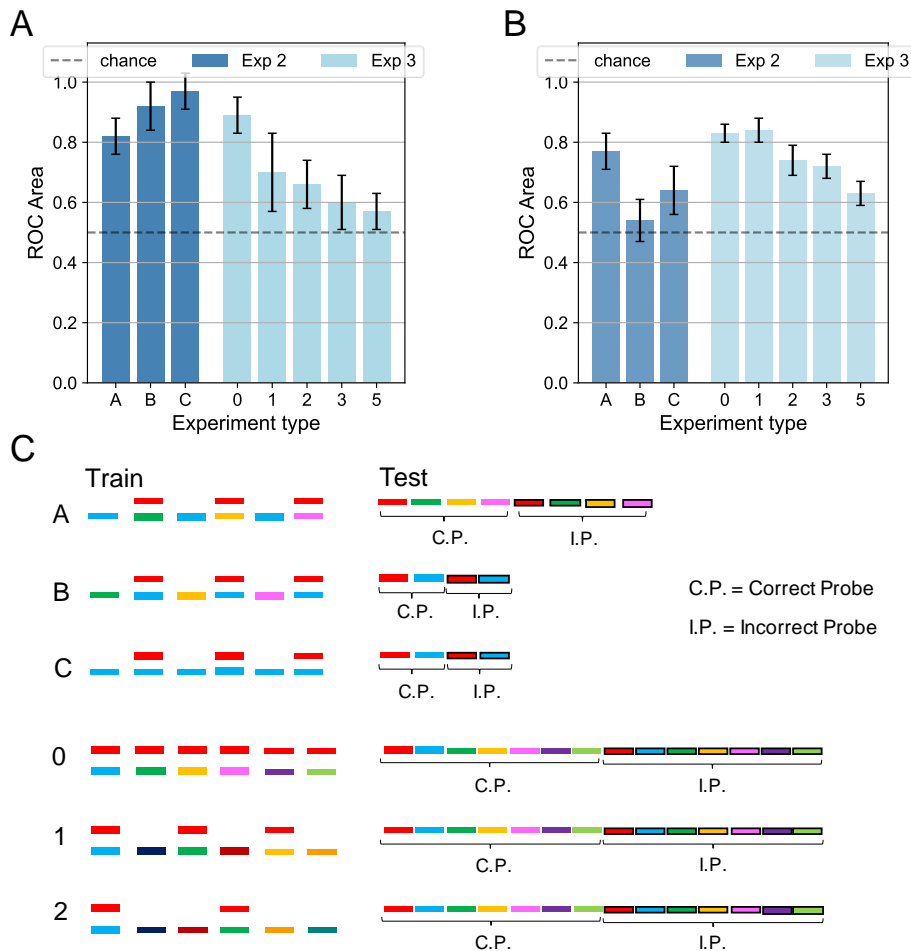 A
chance Exp 2 Exp 3
1.0
0.8
0.6
0.4
0.2
0.0
ROC Area
A B C 0 1 2 3 5
Experiment type
B
chance Exp 2 Exp 3
1.0
0.8
0.6
0.4
0.2
0.0
ROC Area
A B C 0 1 2 3 5
Experiment type
C
Train Test
A
C.P. I.P.
B
C.P. I.P.
C.P. = Correct Probe
I.P. = Incorrect Probe
C
C.P. I.P.
0
C.P. I.P.
1
C.P. I.P.
2
C.P. I.P.